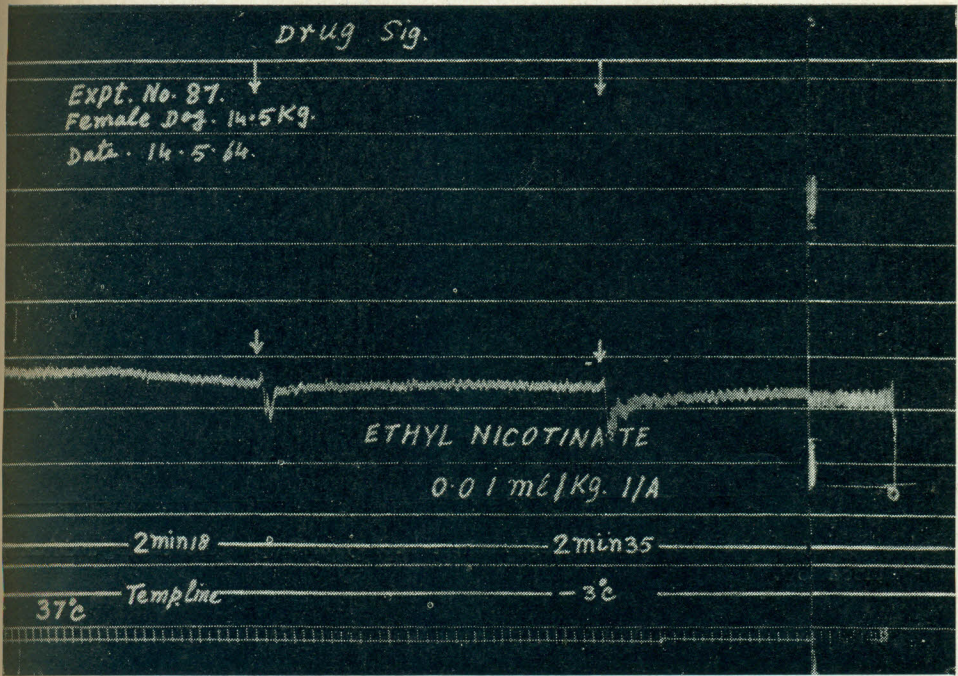 Drug Sig.
Expt. No. 87.
Female Dog. 14.5 Kg.
Date. 14.5.64.
ETHYL NICOTINATE
0.01 ml/Kg. I/A
2min18 2min35
Templine -3°c
37°c